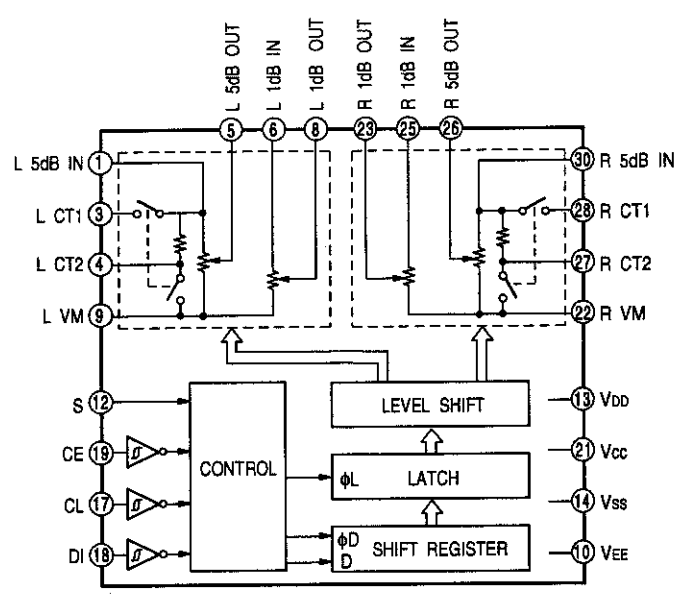 L 5dB OUT
L 1dB IN
L 1dB OUT
R 1dB OUT
R 1dB IN
R 5dB OUT
5
6
8
23
25
26
L 5dB IN 1
30 R 5dB IN
L CT1 3
28 R CT1
L CT2 4
27 R CT2
L VM 9
22 R VM
S 12
LEVEL SHIFT
13 VDD
CE 19
CONTROL
φL LATCH
21 Vcc
CL 17
14 Vss
DI 18
φD
D
SHIFT REGISTER
10 VEE